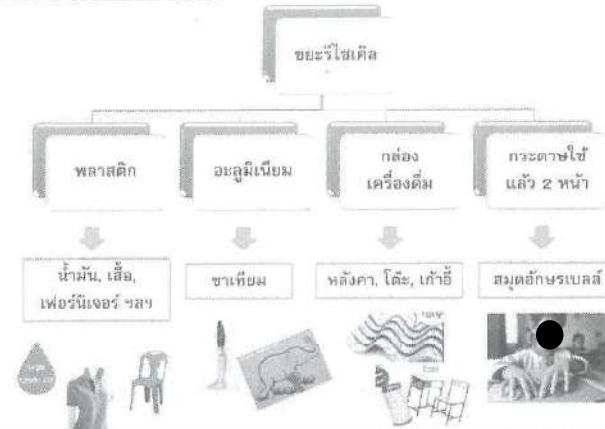 ขยะรีไซเคิล
พลาสติก
อะลูมิเนียม
กล่อง
เครื่องดื่ม
กระดาษใช้
แล้ว 2 หน้า
น้ำมัน, เสื้อ,
เฟอร์นิเจอร์ ฯลฯ
ขาเทียม
หลังคา, โต๊ะ, เก้าอี้
สมุดอักษรเบลล์